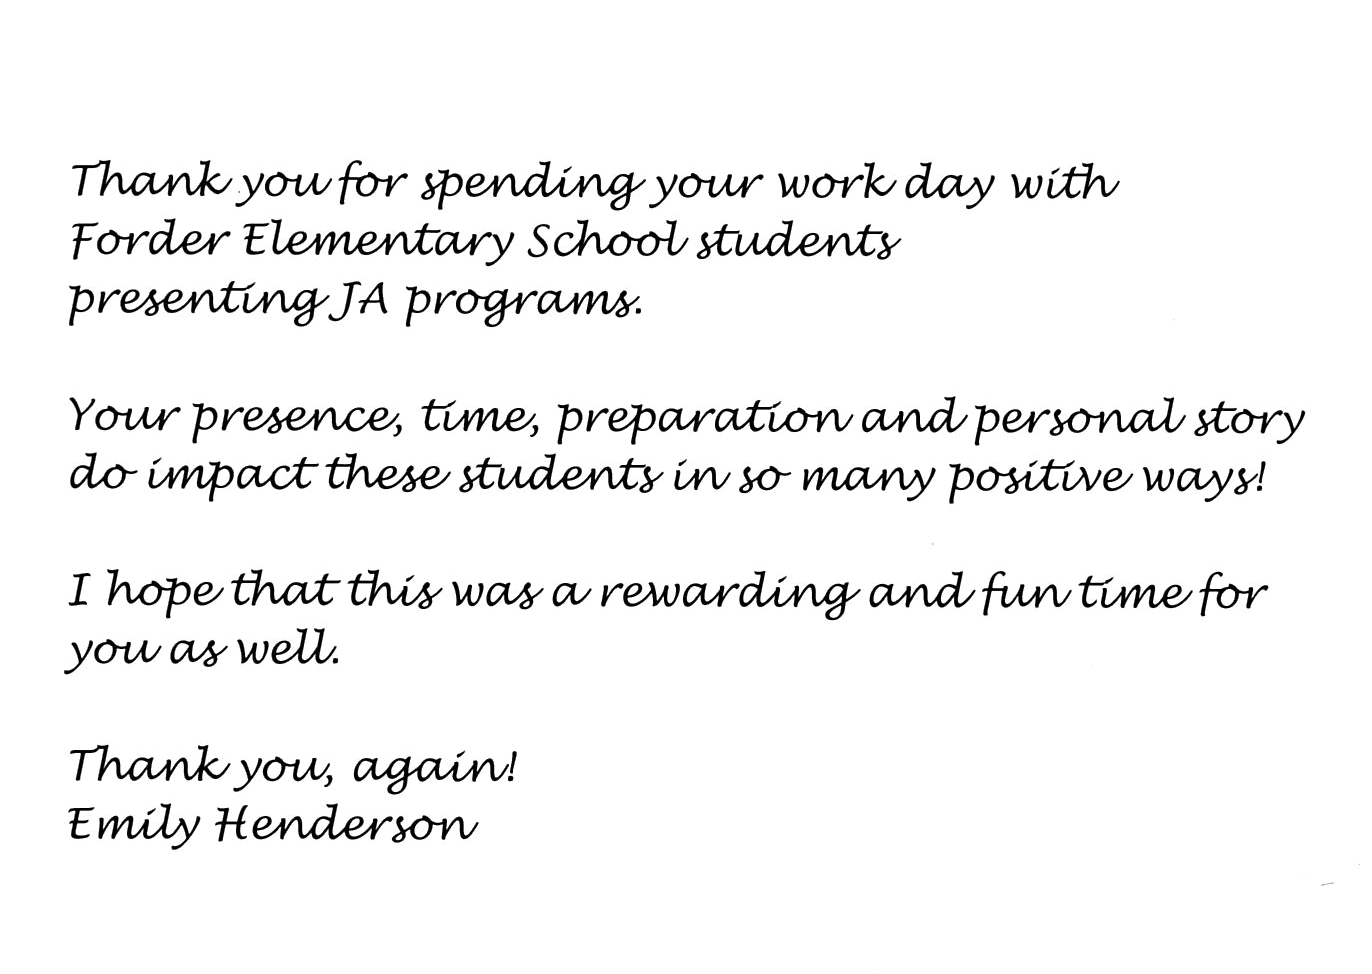 Thank you for spending your work day with
Forder Elementary School students
presenting JA programs.
Your presence, time, preparation and personal story
do impact these students in so many positive ways!
I hope that this was a rewarding and fun time for
you as well.
Thank you, again!
Emily Henderson